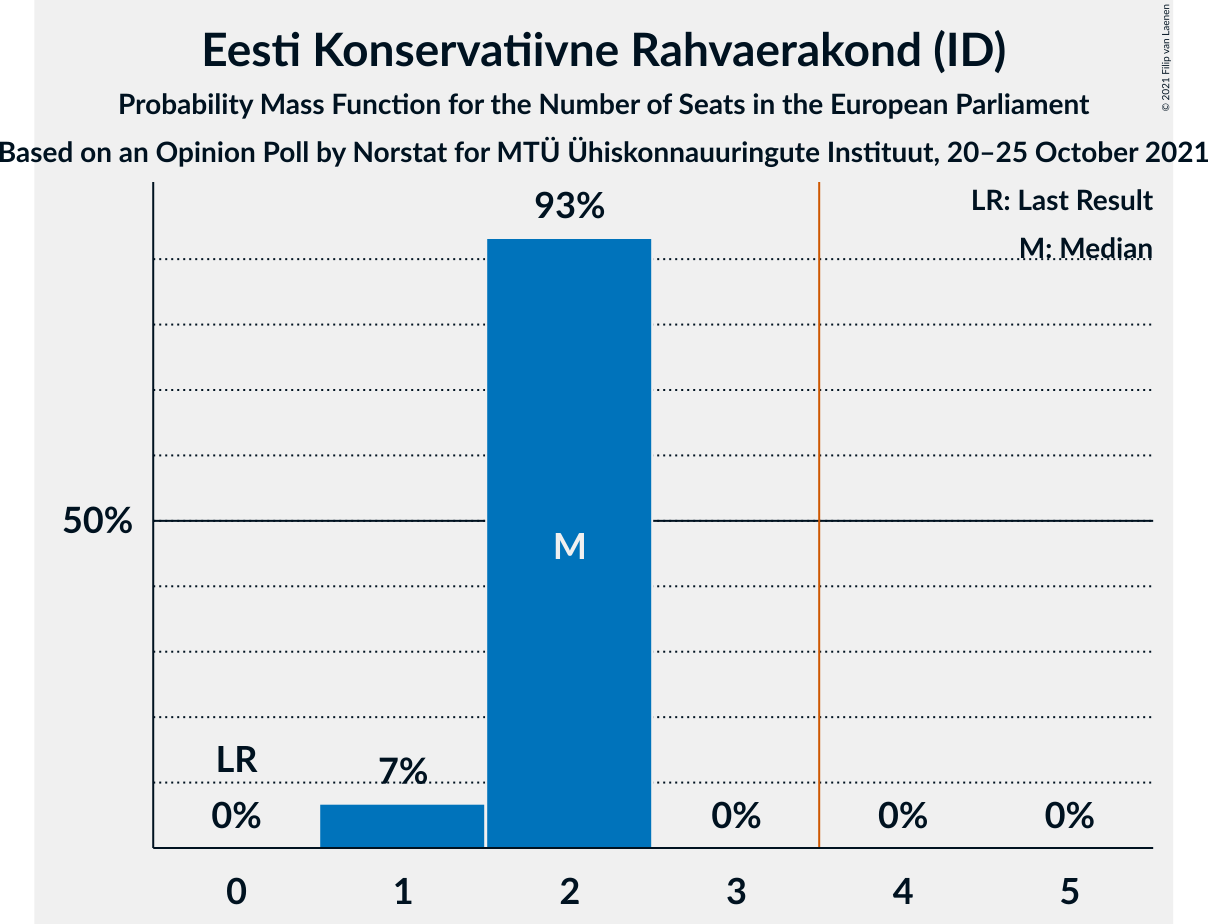 Eesti Konservatiivne Rahvaerakond (ID)
Probability Mass Function for the Number of Seats in the European Parliament
Based on an Opinion Poll by Norstat for MTÜ Ühiskonnauuringute Instituut, 20–25 October 2021
© 2021 Filip van Laenen
LR: Last Result
M: Median
93%
50%
M
LR
7%
0%
0%
0%
0%
0
1
2
3
4
5